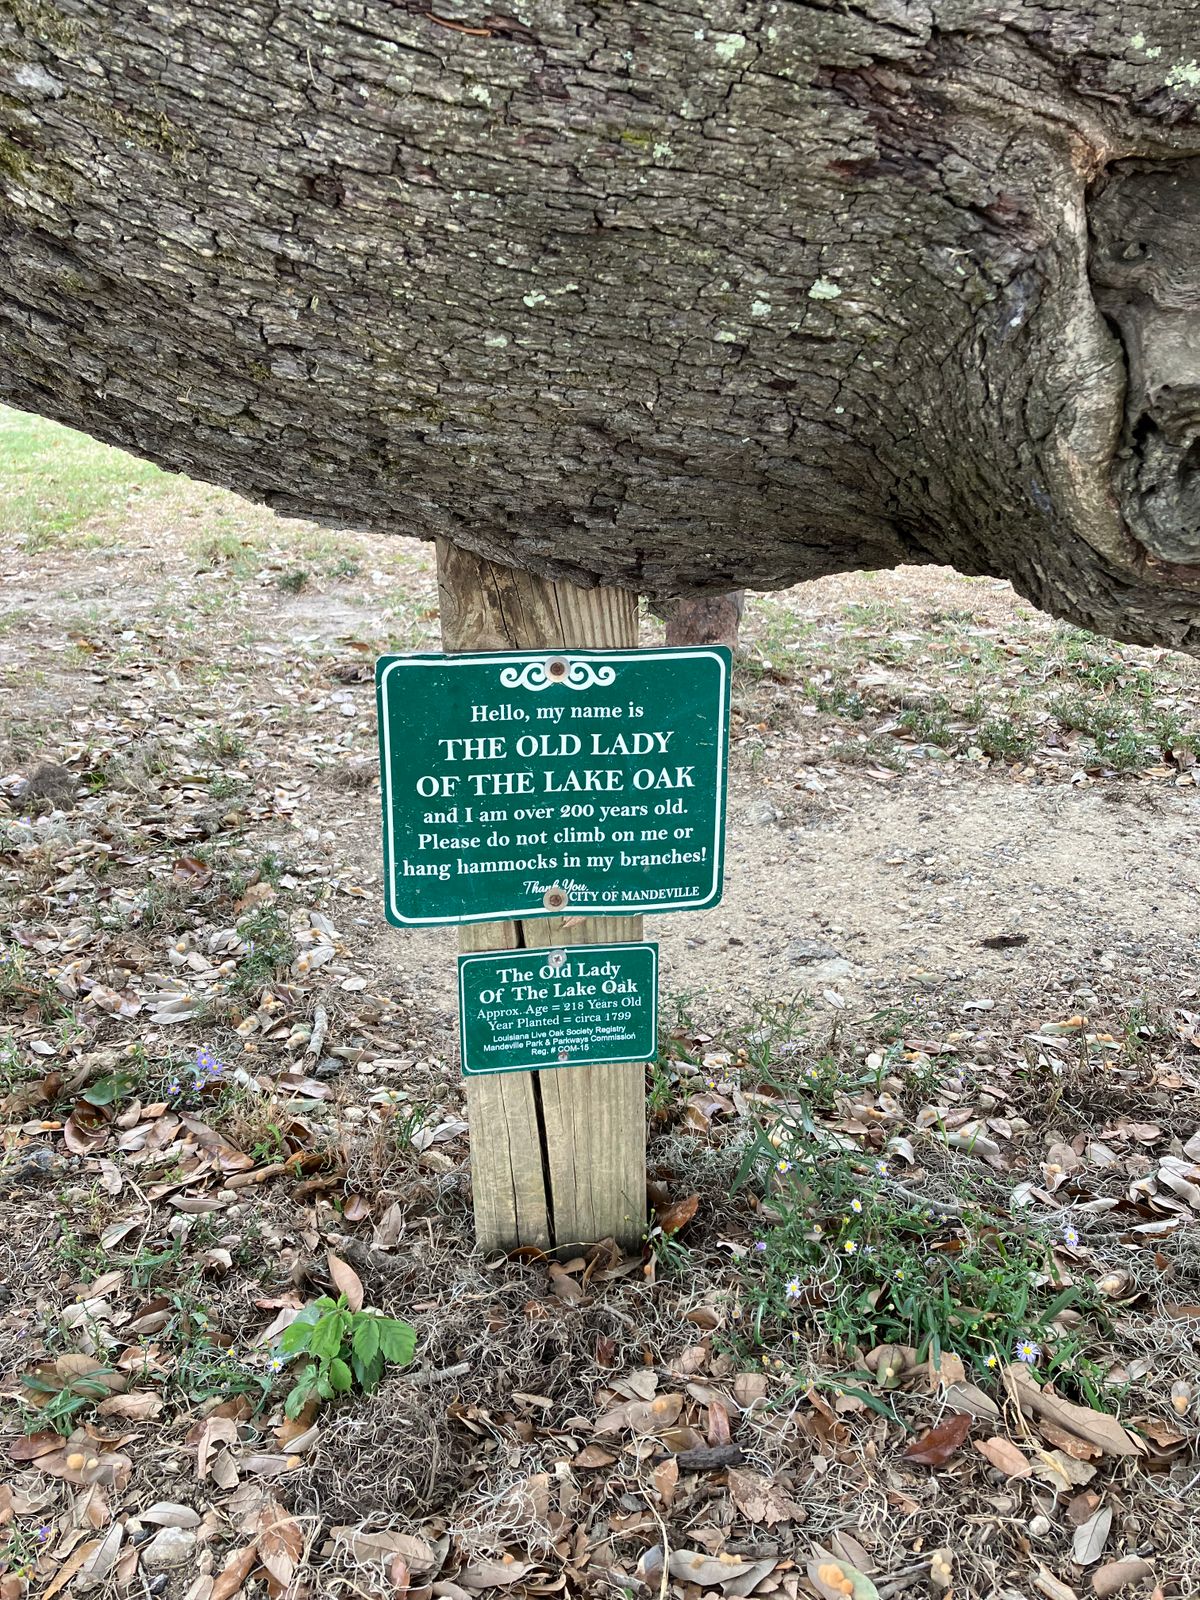 Hello, my name is
THE OLD LADY
OF THE LAKE OAK
and I am over 200 years old.
Please do not climb on me or
hang hammocks in my branches!
Thank You,
CITY OF MANDEVILLE
The Old Lady
Of The Lake Oak
Approx. Age = 218 Years Old
Year Planted = circa 1799
Louisiana Live Oak Society Registry
Mandeville Park & Parkways Commission
Reg. # COM-15